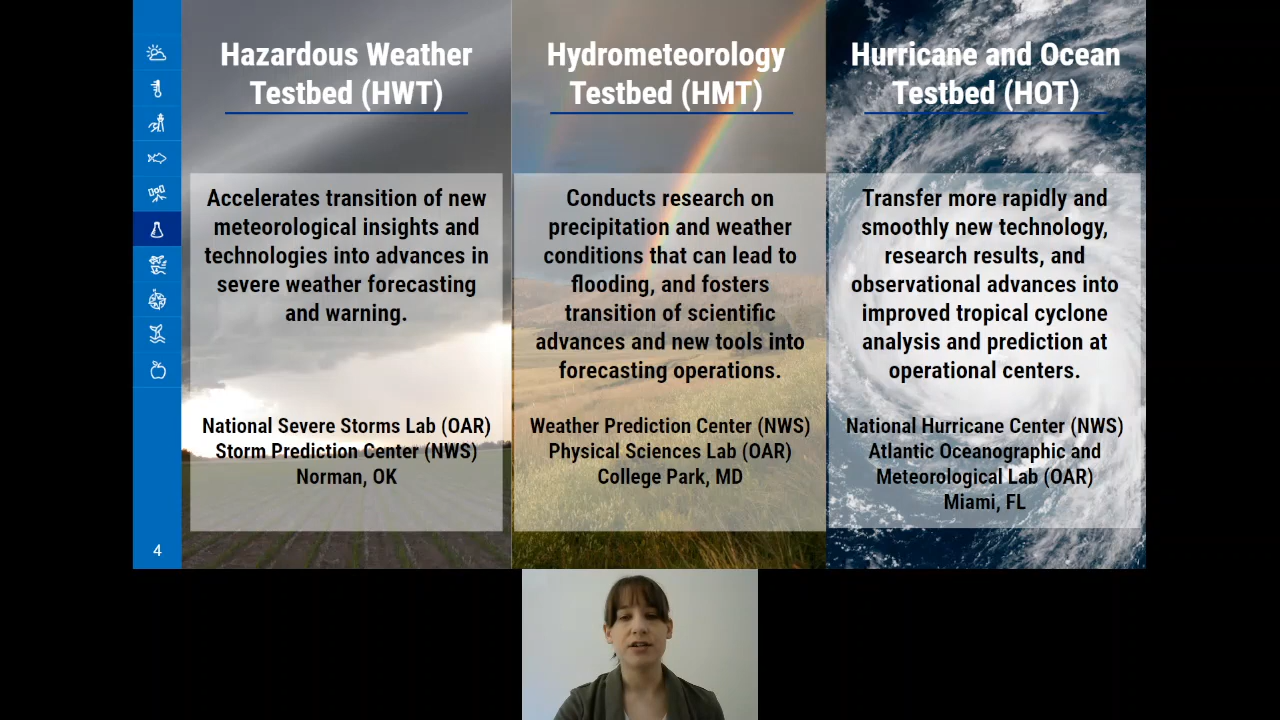 Hazardous Weather
Testbed (HWT)
Accelerates transition of new
meteorological insights and
technologies into advances in
severe weather forecasting
and warning.
National Severe Storms Lab (OAR)
Storm Prediction Center (NWS)
Norman, OK
Hydrometeorology
Testbed (HMT)
Conducts research on
precipitation and weather
conditions that can lead to
flooding, and fosters
transition of scientific
advances and new tools into
forecasting operations.
Weather Prediction Center (NWS)
Physical Sciences Lab (OAR)
College Park, MD
Hurricane and Ocean
Testbed (HOT)
Transfer more rapidly and
smoothly new technology,
research results, and
observational advances into
improved tropical cyclone
analysis and prediction at
operational centers.
National Hurricane Center (NWS)
Atlantic Oceanographic and
Meteorological Lab (OAR)
Miami, FL
4